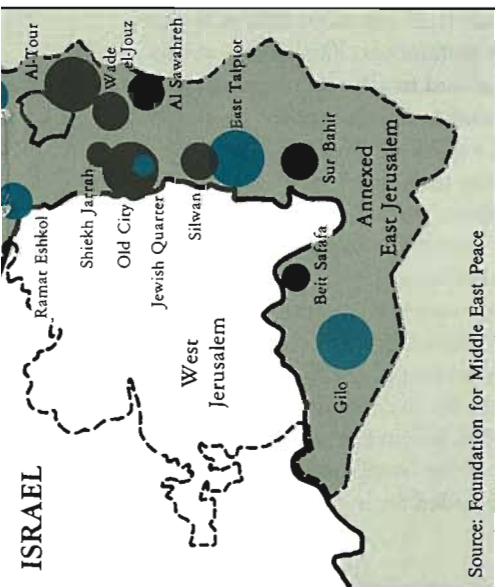 ISRAEL
Al-Tour
Ramat Eshkol
Shiekh Jarrah
Wade
el-Jouz
Old City
Jewish Quarter
Al Sawahreh
West
Jerusalem
Silwan
East Talpiot
Beit Safafa
Sur Bahir
Gilo
Annexed
East Jerusalem
Source: Foundation for Middle East Peace